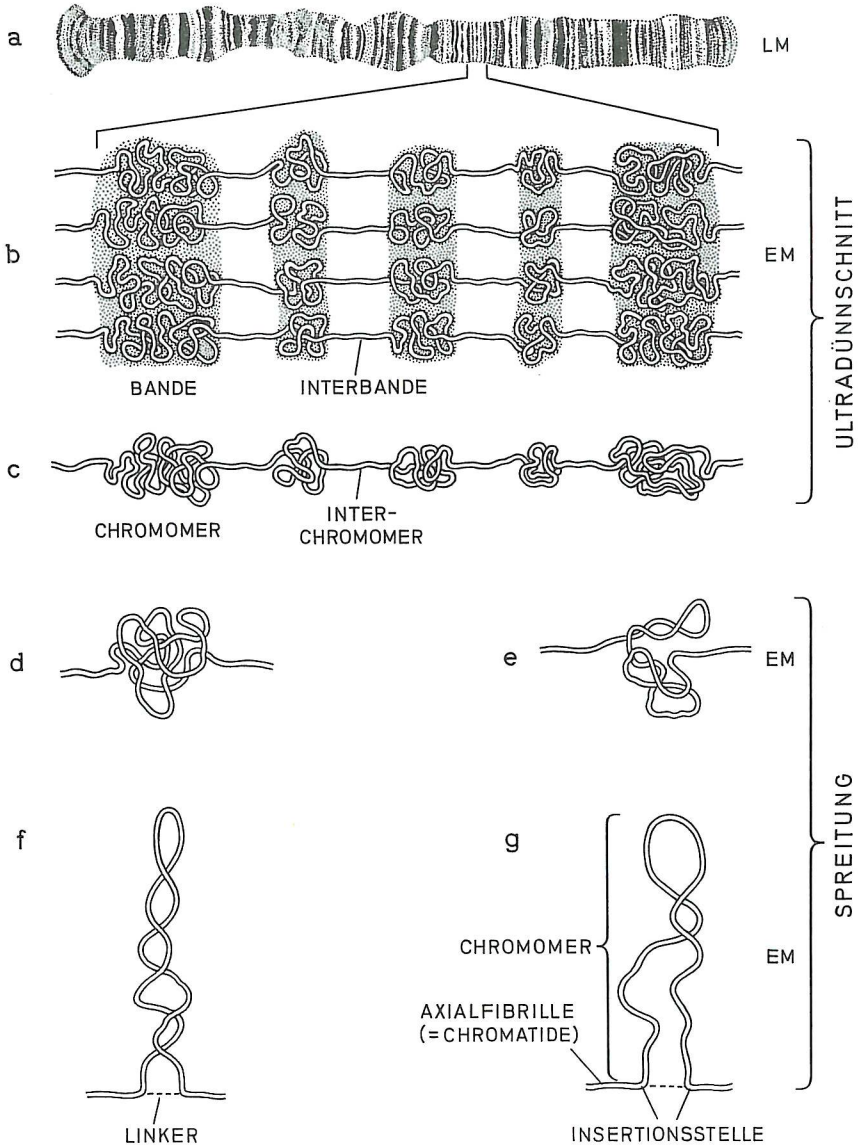 a
LM
b
EM
BANDE
INTERBANDE
c
CHROMOMER
INTER-
CHROMOMER
ULTRADÜNNSCHNITT
d
e
EM
f
g
CHROMOMER
EM
AXIALFIBRILLE
(=CHROMATIDE)
LINKER
INSERTIONSSTELLE
SPREITUNG